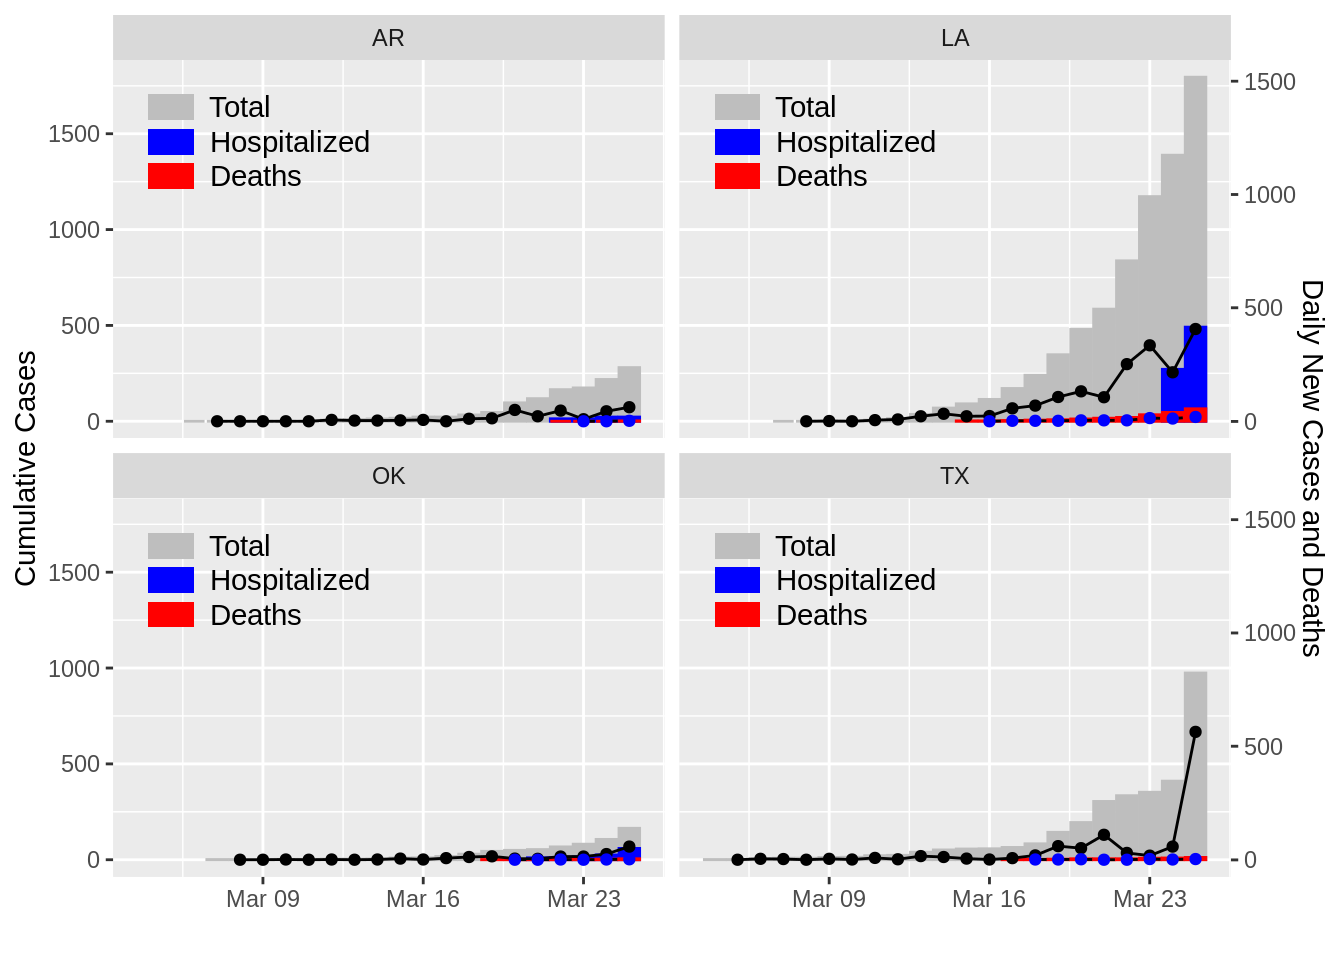 AR
LA
Total
Hospitalized
Deaths
Total
Hospitalized
Deaths
1500
1000
500
0
1500
1000
500
0
Cumulative Cases
Daily New Cases and Deaths
OK
TX
Total
Hospitalized
Deaths
Total
Hospitalized
Deaths
1500
1000
500
0
1500
1000
500
0
Mar 09
Mar 16
Mar 23
Mar 09
Mar 16
Mar 23